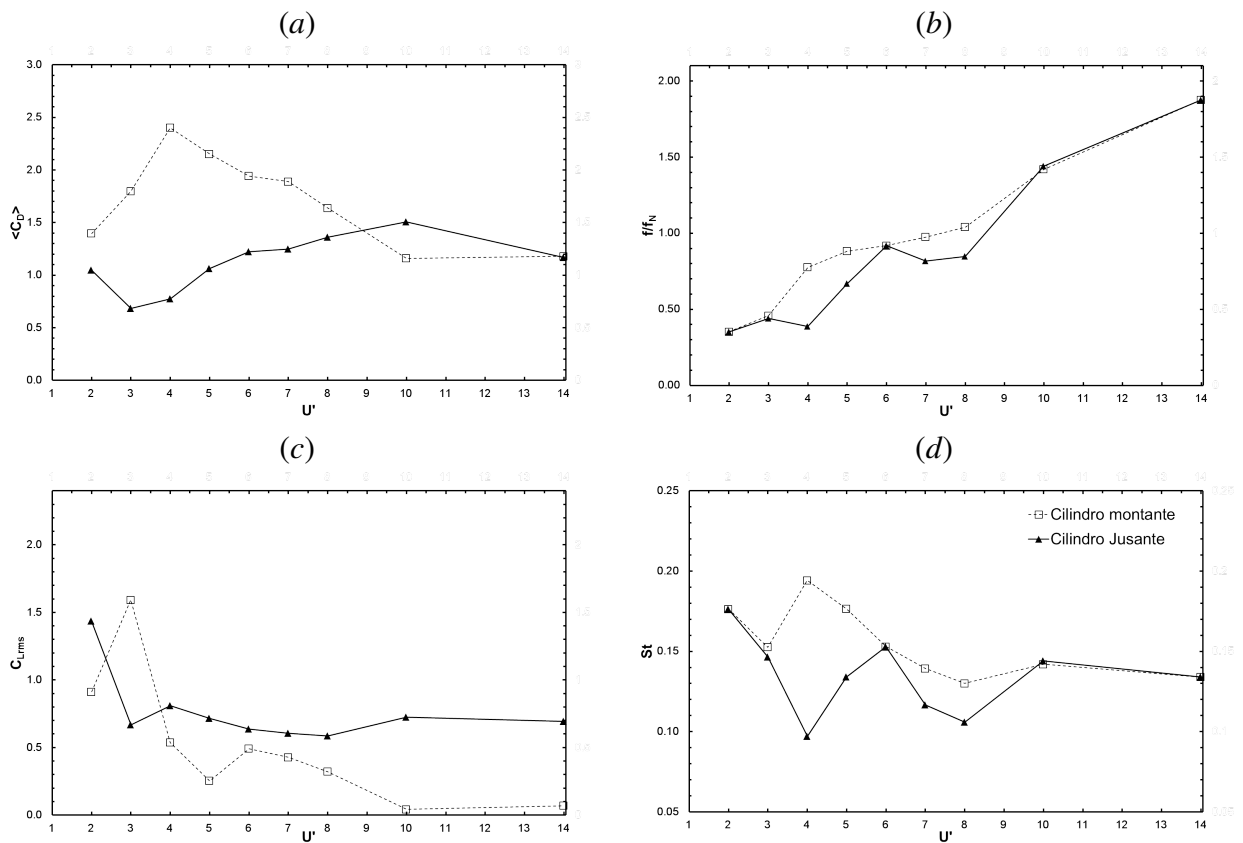 (a)
3.0
2.5
2.0
1.5
1.0
0.5
0.0
<C_D>
1 2 3 4 5 6 7 8 9 10 11 12 13 14
U'
(b)
2.00
1.50
1.00
0.50
0.00
f/f_N
1 2 3 4 5 6 7 8 9 10 11 12 13 14
U'
(c)
2.0
1.5
1.0
0.5
0.0
C_Lrms
1 2 3 4 5 6 7 8 9 10 11 12 13 14
U'
(d)
Cilindro montante
Cilindro Jusante
0.25
0.20
0.15
0.10
0.05
St
1 2 3 4 5 6 7 8 9 10 11 12 13 14
U'